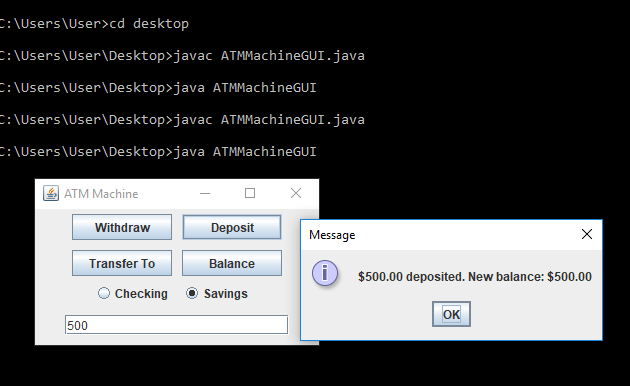 C:\Users\User>cd desktop
C:\Users\User\Desktop>javac ATMMachineGUI.java
C:\Users\User\Desktop>java ATMMachineGUI
C:\Users\User\Desktop>javac ATMMachineGUI.java
C:\Users\User\Desktop>java ATMMachineGUI
ATM Machine
Withdraw Deposit
Transfer To Balance
Checking Savings
500
Message
$500.00 deposited. New balance: $500.00
OK